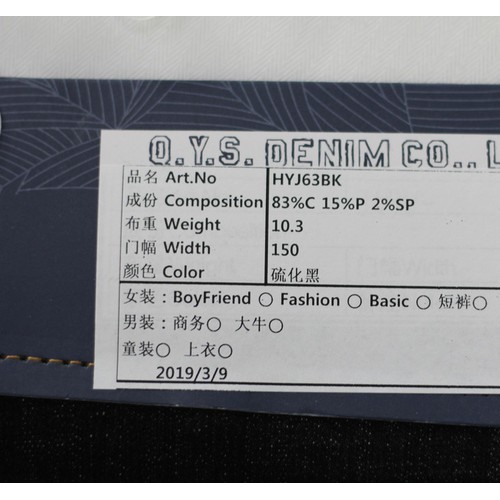 Q.Y.S. DENIM CO., L
品名 Art.No HYJ63BK
成份 Composition 83%C 15%P 2%SP
布重 Weight 10.3
门幅 Width 150
颜色 Color 硫化黑
女装：BoyFriend ○ Fashion ○ Basic ○ 短裤○
男装：商务○ 大牛○
童装○ 上衣○
2019/3/9